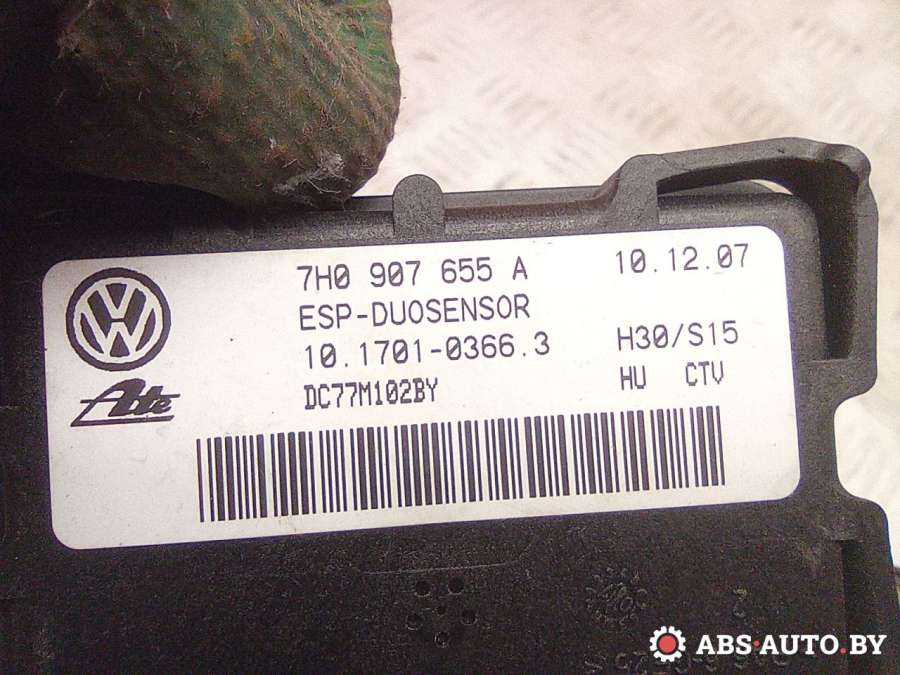 7H0 907 655 A 10.12.07
ESP-DUOSENSOR
10.1701-0366.3 H30/S15
DC77M102BY HU CTV
Ate
ABS-AUTO.BY